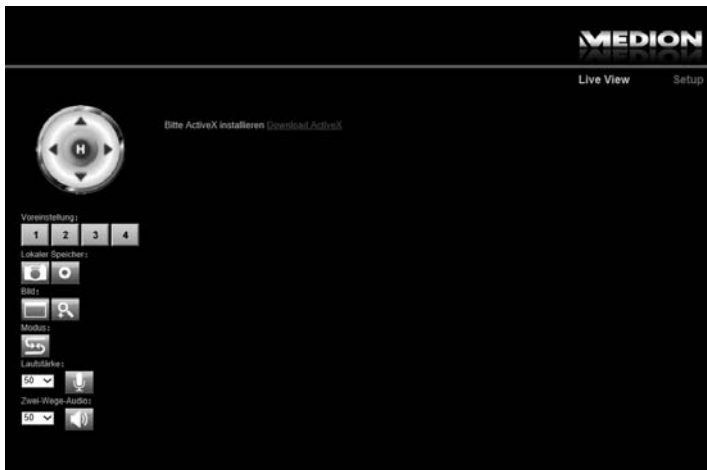 MEDION
Live View Setup
Bitte ActiveX installieren Download ActiveX
H
Voreinstellung:
1 2 3 4
Lokaler Speicher:
Bild:
Modus:
Lautstärke:
50
Zwei-Wege-Audio:
50